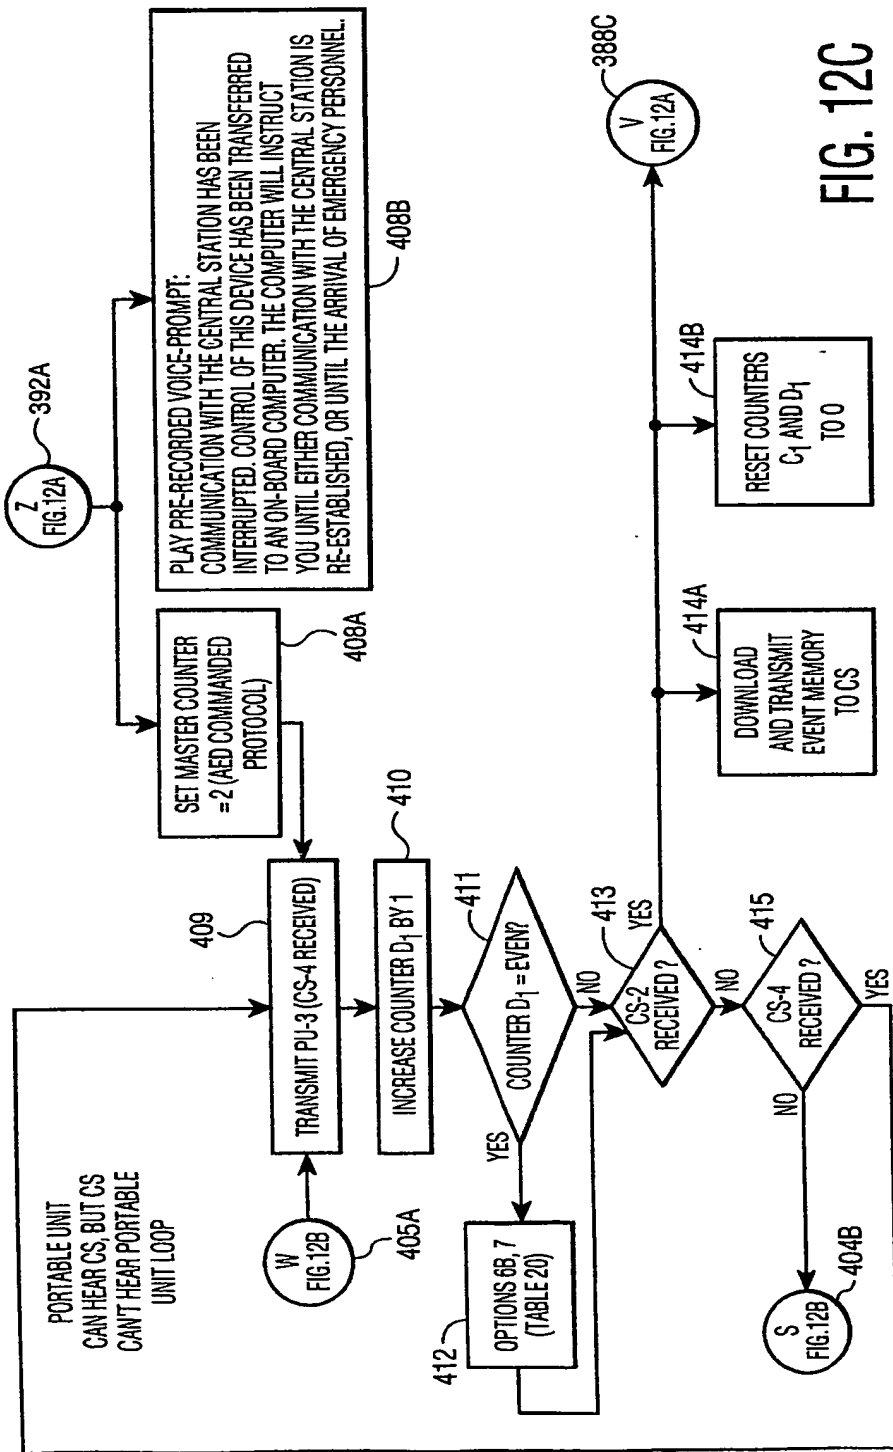 Z
FIG.12A
392A
PLAY PRE-RECORDED VOICE-PROMPT:
COMMUNICATION WITH THE CENTRAL STATION HAS BEEN
INTERRUPTED. CONTROL OF THIS DEVICE HAS BEEN TRANSFERRED
TO AN ON-BOARD COMPUTER. THE COMPUTER WILL INSTRUCT
YOU UNTIL EITHER COMMUNICATION WITH THE CENTRAL STATION IS
RE-ESTABLISHED, OR UNTIL THE ARRIVAL OF EMERGENCY PERSONNEL.
408B
SET MASTER COUNTER
=2 (AED COMMANDED
PROTOCOL)
408A
PORTABLE UNIT
CAN HEAR CS, BUT CS
CAN'T HEAR PORTABLE
UNIT LOOP
W
FIG.12B
405A
409
TRANSMIT PU-3 (CS-4 RECEIVED)
410
INCREASE COUNTER D1 BY 1
411
COUNTER D1 = EVEN?
YES
NO
412
OPTIONS 6B, 7
(TABLE 20)
413
CS-2
RECEIVED ?
YES
NO
415
CS-4
RECEIVED ?
NO
YES
S
FIG.12B
404B
414A
DOWNLOAD
AND TRANSMIT
EVENT MEMORY
TO CS
414B
RESET COUNTERS
C1 AND D1
TO 0
V
FIG.12A
388C
FIG. 12C